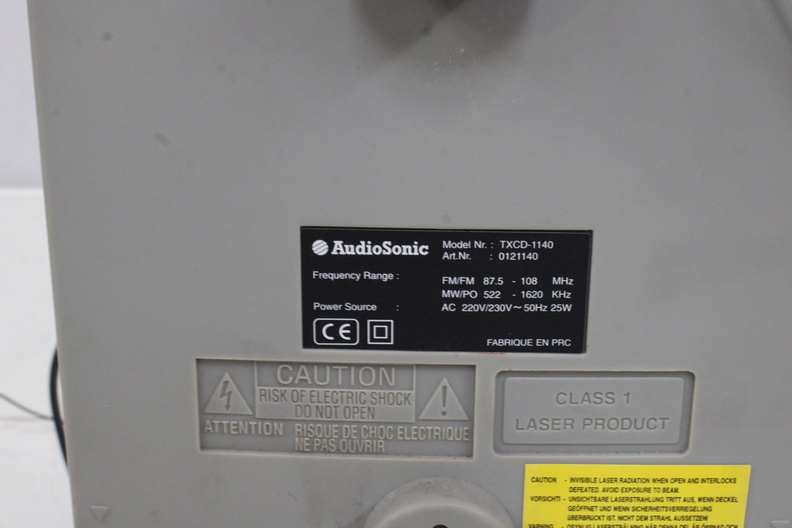 AudioSonic
Model Nr. : TXCD-1140
Art.Nr. : 0121140
Frequency Range :
FM/FM 87.5 - 108 MHz
MW/PO 522 - 1620 KHz
Power Source :
AC 220V/230V ~ 50Hz 25W
CE
FABRIQUE EN PRC
CAUTION
RISK OF ELECTRIC SHOCK
DO NOT OPEN
ATTENTION RISQUE DE CHOC ELECTRIQUE
NE PAS OUVRIR
CLASS 1
LASER PRODUCT
CAUTION - INVISIBLE LASER RADIATION WHEN OPEN AND INTERLOCKS
DEFEATED. AVOID EXPOSURE TO BEAM.
VORSICHT! - UNSICHTBARE LASERSTRAHLUNG TRITT AUS, WENN DECKEL
GEÖFFNET UND WENN SICHERHEITSVERRIEGELUNG
ÜBERBRÜCKT IST. NICHT DEM STRAHL AUSSETZEN!